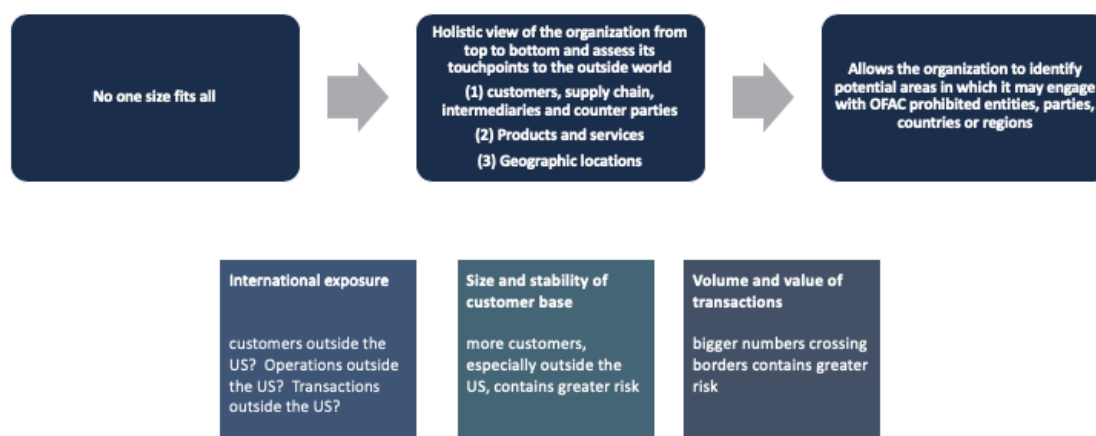 No one size fits all
Holistic view of the organization from
top to bottom and assess its
touchpoints to the outside world
(1) customers, supply chain,
intermediaries and counter parties
(2) Products and services
(3) Geographic locations
Allows the organization to identify
potential areas in which it may engage
with OFAC prohibited entities, parties,
countries or regions
International exposure
customers outside the
US? Operations outside
the US? Transactions
outside the US?
Size and stability of
customer base
more customers,
especially outside the
US, contains greater risk
Volume and value of
transactions
bigger numbers crossing
borders contains greater
risk